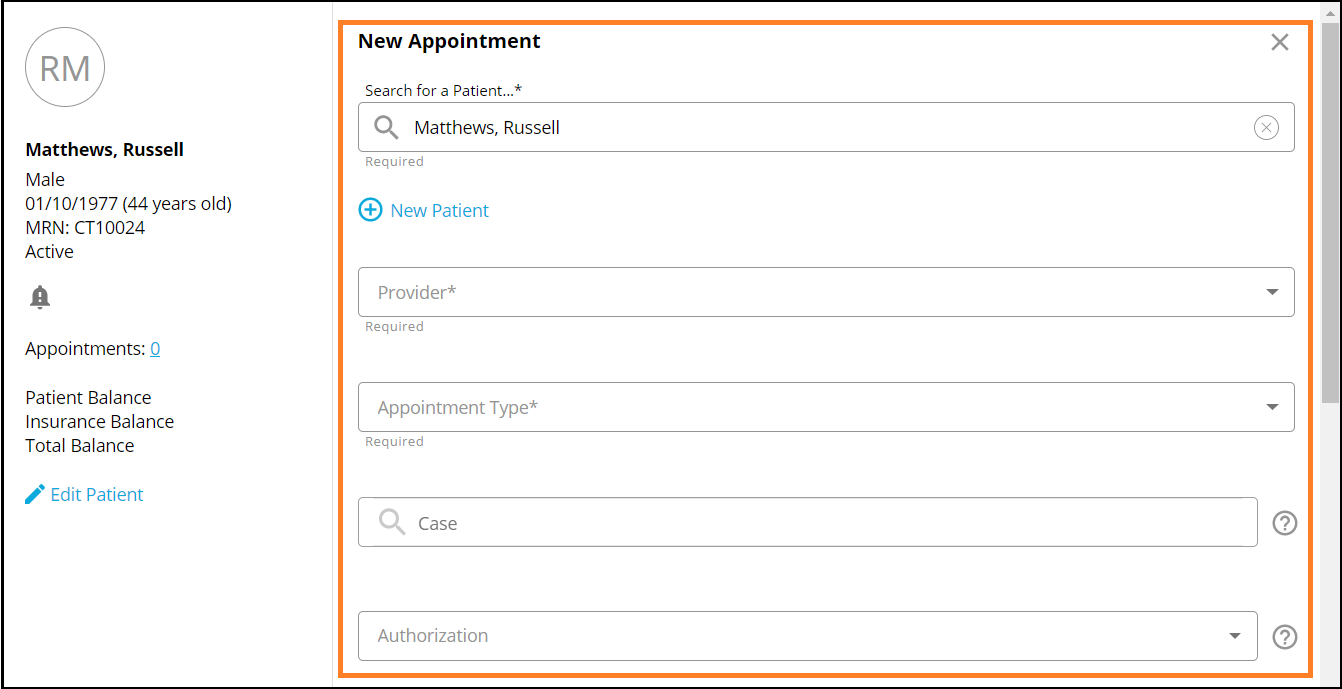 RM
Matthews, Russell
Male
01/10/1977 (44 years old)
MRN: CT10024
Active
Appointments: 0
Patient Balance
Insurance Balance
Total Balance
Edit Patient
New Appointment
Search for a Patient...*
Matthews, Russell
Required
New Patient
Provider*
Required
Appointment Type*
Required
Case
Authorization